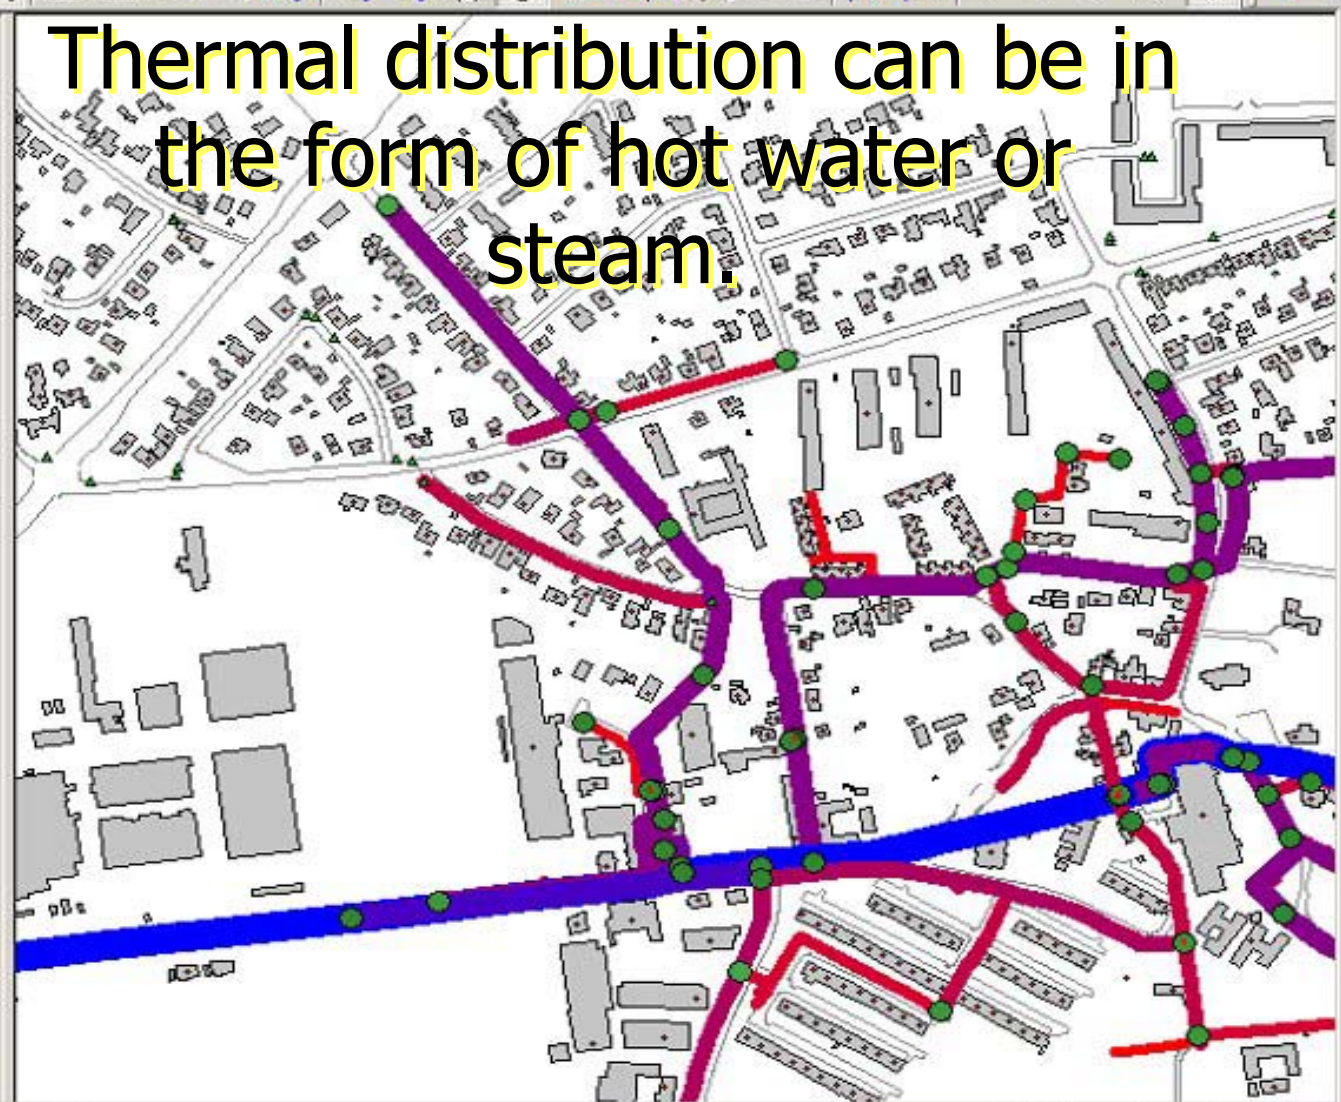 Thermal distribution can be in
the form of hot water or
steam.